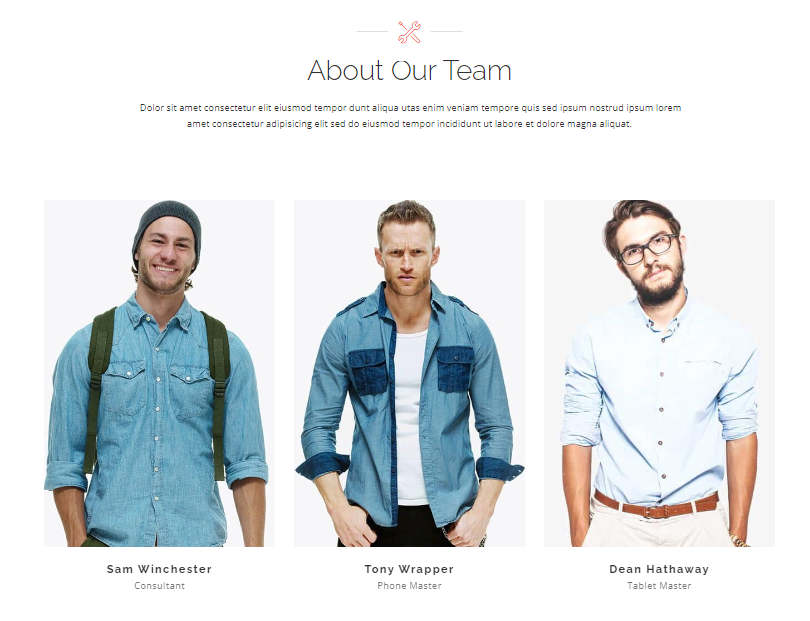 About Our Team
Dolor sit amet consectetur elit eiusmod tempor dunt aliqua utas enim veniam tempore quis sed ipsum nostrud ipsum lorem
amet consectetur adipisicing elit sed do eiusmod tempor incididunt ut labore et dolore magna aliquat.
Sam Winchester
Consultant
Tony Wrapper
Phone Master
Dean Hathaway
Tablet Master